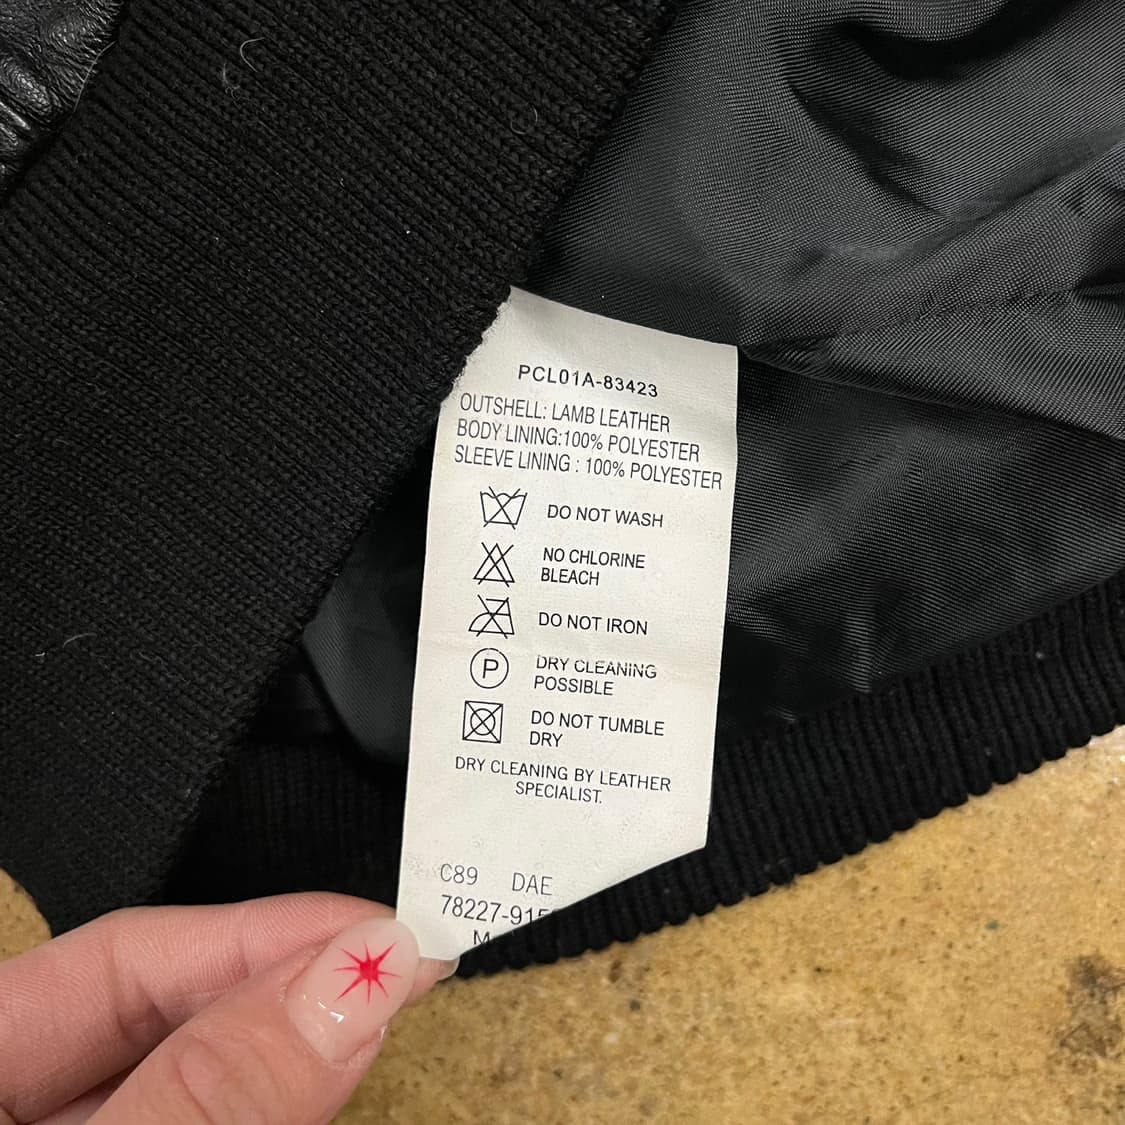 PCL01A-83423
OUTSHELL: LAMB LEATHER
BODY LINING:100% POLYESTER
SLEEVE LINING : 100% POLYESTER
DO NOT WASH
NO CHLORINE
BLEACH
DO NOT IRON
P
DRY CLEANING
POSSIBLE
DO NOT TUMBLE
DRY
DRY CLEANING BY LEATHER
SPECIALIST.
C89 DAE